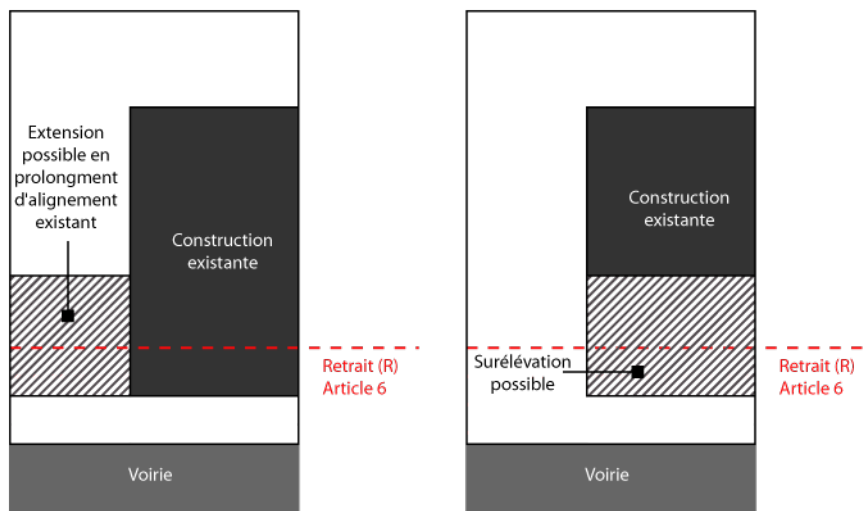 Extension
possible en
prolongment
d'alignement
existant
Construction
existante
Retrait (R)
Article 6
Voirie
Construction
existante
Surélévation
possible
Retrait (R)
Article 6
Voirie